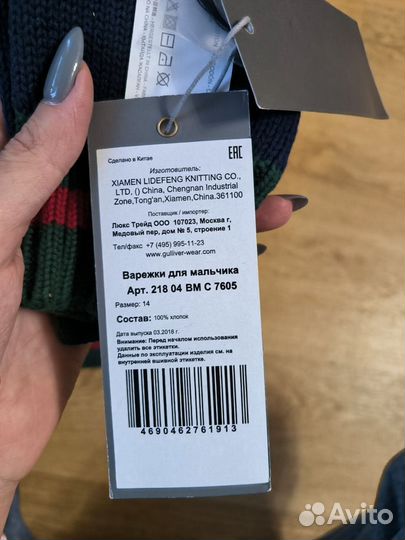 EAC
Сделано в Китае
Изготовитель:
XIAMEN LIDEFENG KNITTING CO.,
LTD, () China, Chengnan Industrial
Zone,Tong'an,Xiamen,China.361100
Поставщик / импортер:
Люкс Трейд ООО 107023, Москва г,
Медовый пер, дом № 5, строение 1
Тел/факс +7 (495) 995-11-23
www.gulliver-wear.com
Варежки для мальчика
Арт. 218 04 BM C 7605
Размер: 14
Состав: 100% хлопок
Дата выпуска 03.2018 г.
Внимание: Перед началом использования
удалить все этикетки.
Данные по эксплуатации изделия см. на
внутренней вшивной этикетке.
4690462761913
Avito